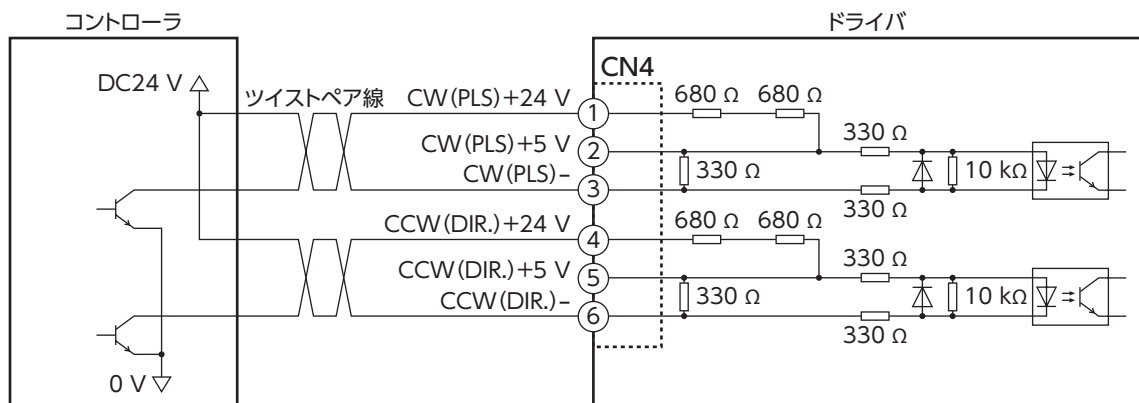 コントローラ
ドライバ
DC24 V
ツイストペア線
CN4
CW(PLS)+24 V
1
680 Ω
680 Ω
330 Ω
CW(PLS)+5 V
2
330 Ω
10 kΩ
CW(PLS)−
3
330 Ω
CCW(DIR.)+24 V
4
680 Ω
680 Ω
330 Ω
CCW(DIR.)+5 V
5
330 Ω
10 kΩ
CCW(DIR.)−
6
330 Ω
0 V